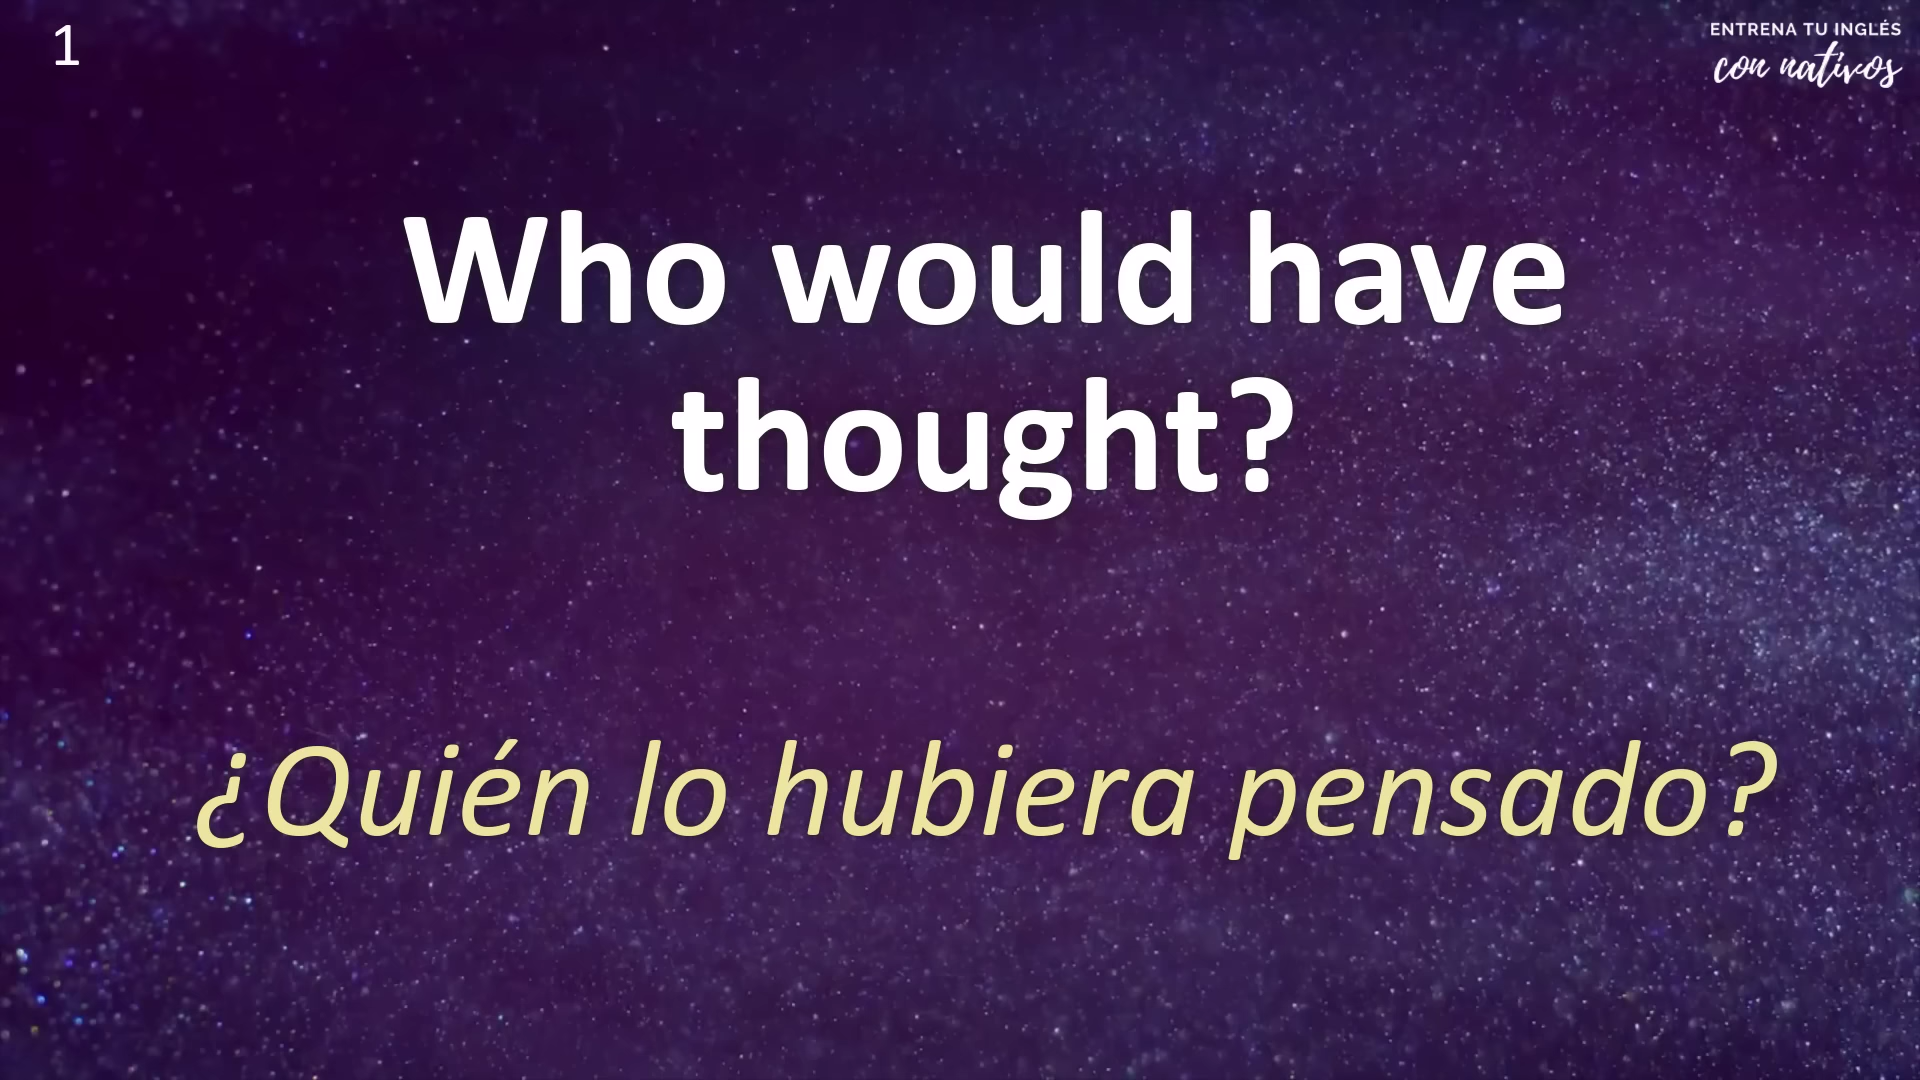 1
ENTRENA TU INGLÉS
con nativos
Who would have
thought?
¿Quién lo hubiera pensado?